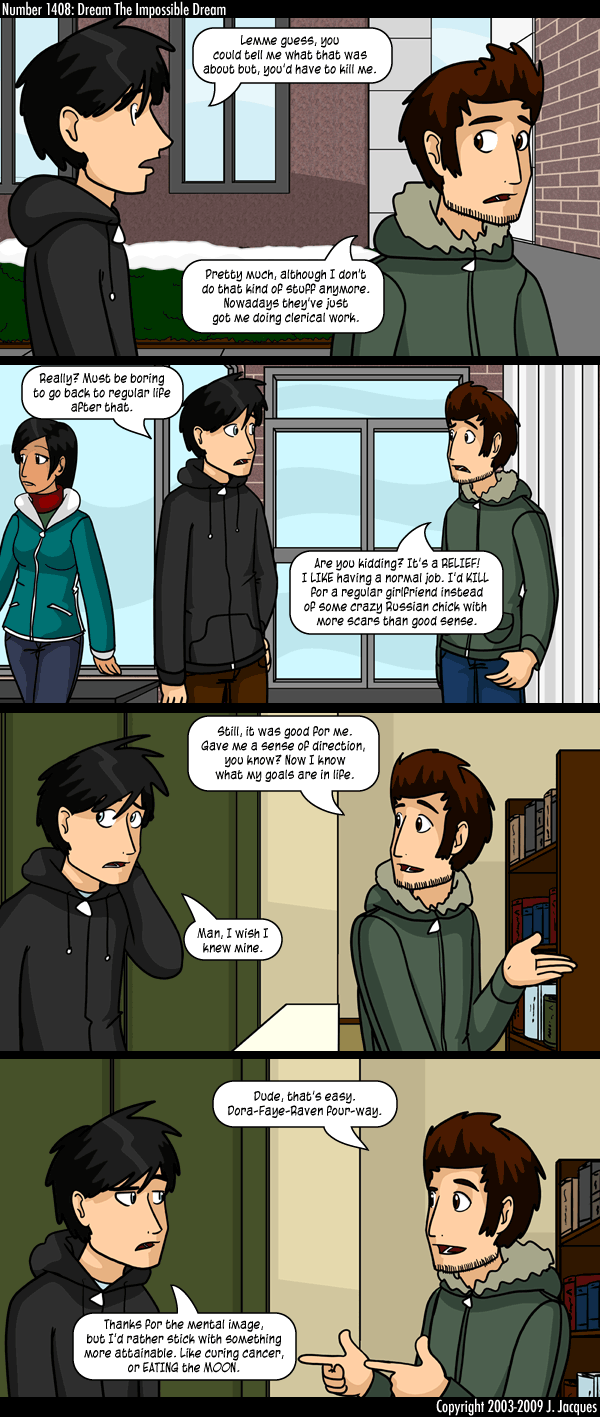 Number 1408: Dream The Impossible Dream
Lemme guess, you
could tell me what that was
about but, you'd have to kill me.
Pretty much, although I don't
do that kind of stuff anymore.
Nowadays they've just
got me doing clerical work.
Really? Must be boring
to go back to regular life
after that.
Are you kidding? It's a RELIEF!
I LIKE having a normal job. I'd KILL
for a regular girlfriend instead
of some crazy Russian chick with
more scars than good sense.
Still, it was good for me.
Gave me a sense of direction,
you know? Now I know
what my goals are in life.
Man, I wish I
knew mine.
Dude, that's easy.
Dora-Faye-Raven four-way.
Thanks for the mental image,
but I'd rather stick with something
more attainable. Like curing cancer,
or EATING the MOON.
Copyright 2003-2009 J. Jacques